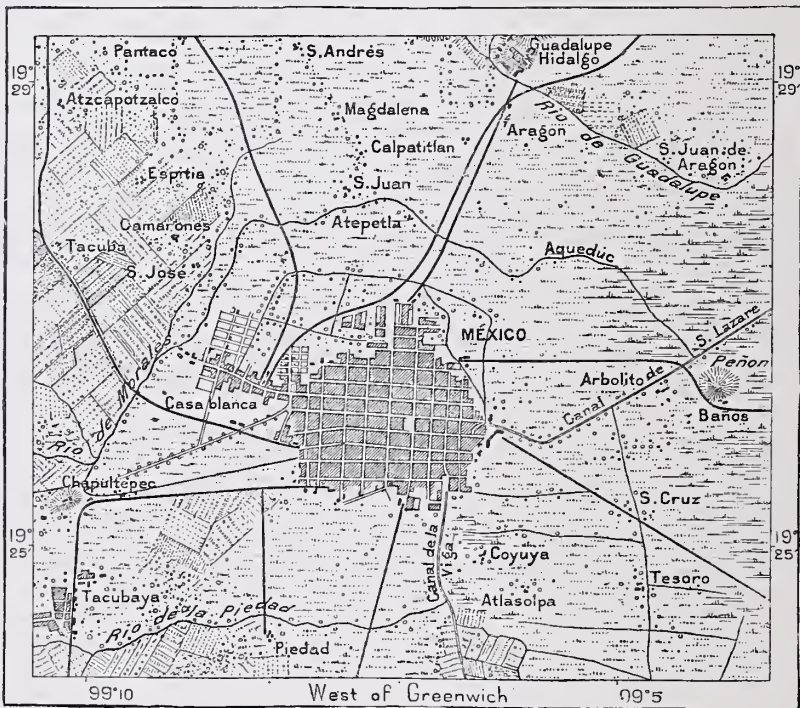 Pantaco
S. Andrés
Guadalupe
Hidalgo
19°
29'
19°
29'
Atzcapotzalco
Magdalena
Aragon
Rio de Guadalupe
Calpatitlan
S. Juan de
Aragon
Espitia
S. Juan
Camarones
Atepetla
Tacuba
Aqueduc
S. José
MÉXICO
Canal de S. Lazare
Peñon
Arbolito
Baños
Rio de Morales
Casa blanca
Chapultepec
S. Cruz
19°
25'
19°
25'
Canal de la
Viga
Coyuya
Tesoro
Tacubaya
Atlasolpa
Rio de la Piedad
Piedad
99°10
West of Greenwich
99°5